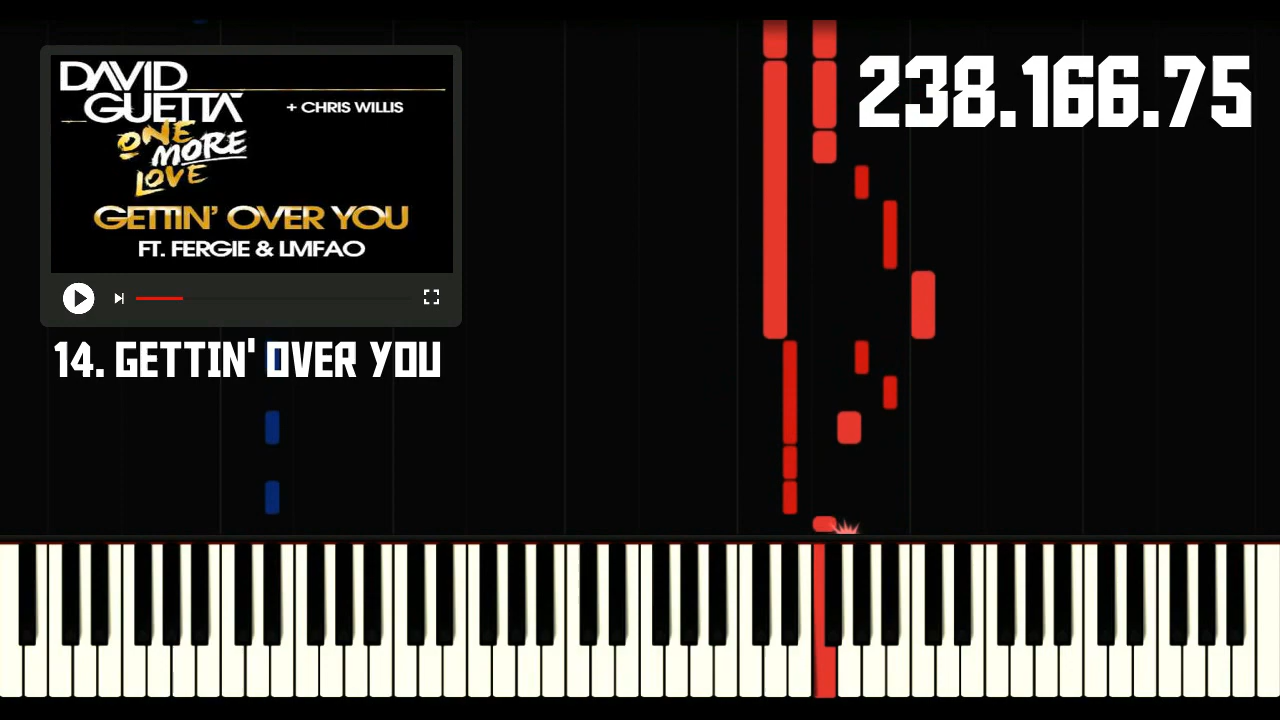 DAVID
GUETTA
+ CHRIS WILLIS
ONE
MORE
LOVE
GETTIN' OVER YOU
FT. FERGIE & LMFAO
238.166.75
14. GETTIN' OVER YOU